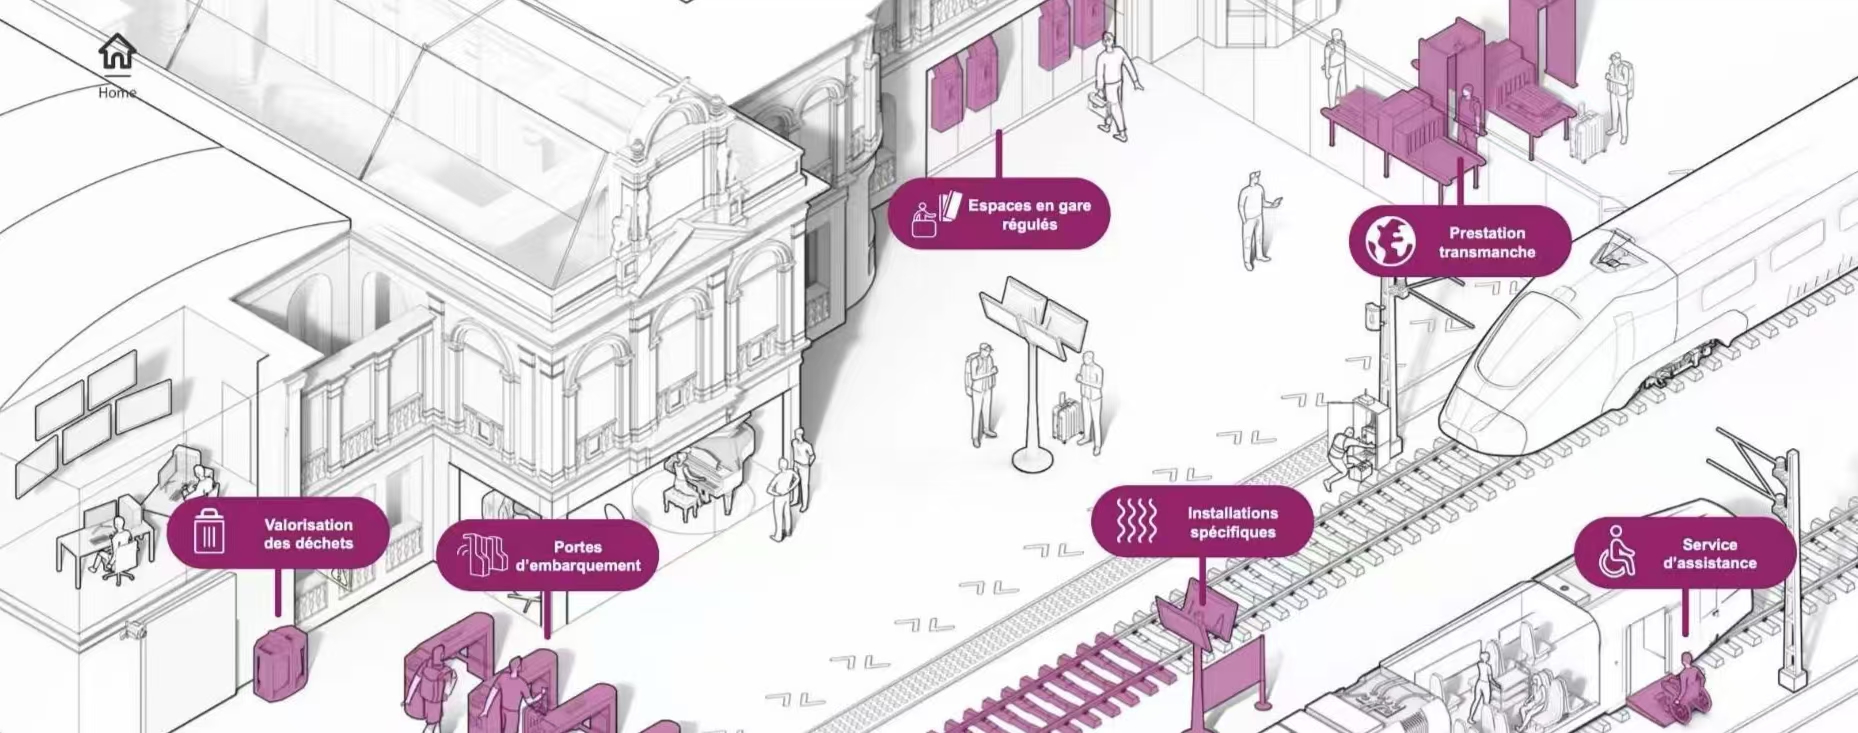 Home
Espaces en gare
régulés
Prestation
transmanche
Valorisation
des déchets
Portes
d'embarquement
Installations
spécifiques
Service
d'assistance